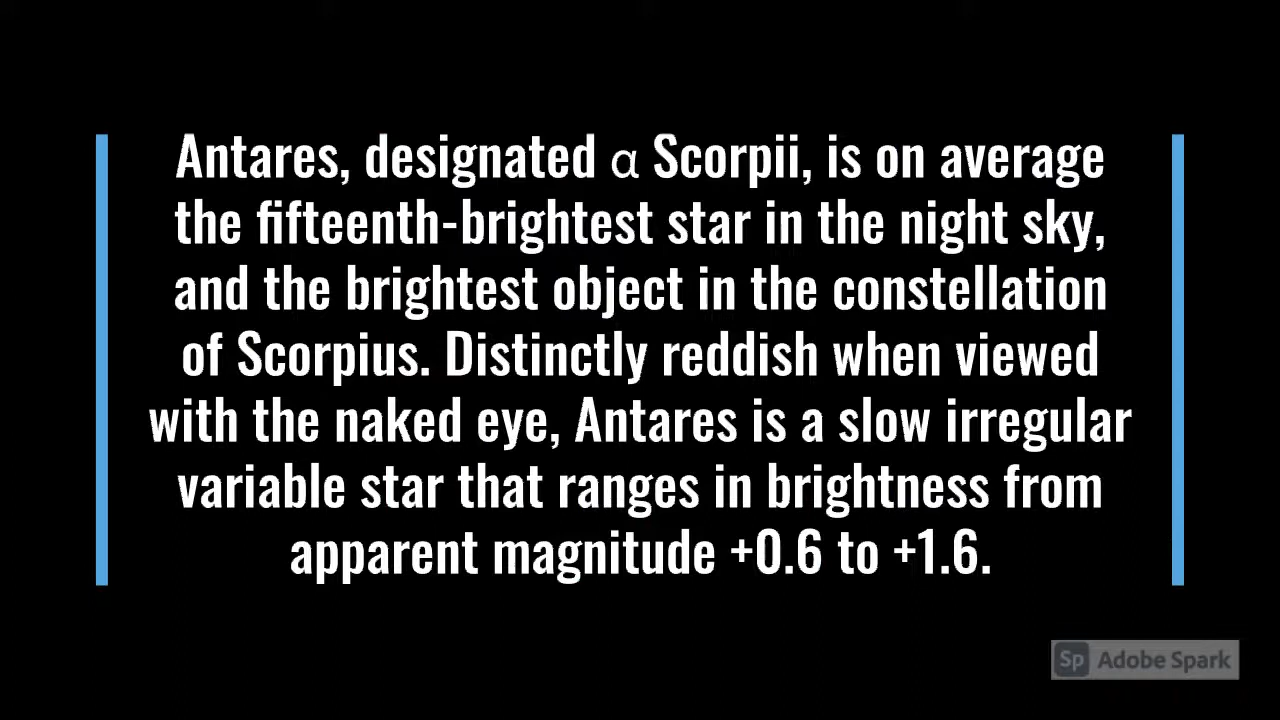 Antares, designated α Scorpii, is on average
the fifteenth-brightest star in the night sky,
and the brightest object in the constellation
of Scorpius. Distinctly reddish when viewed
with the naked eye, Antares is a slow irregular
variable star that ranges in brightness from
apparent magnitude +0.6 to +1.6.
Sp Adobe Spark